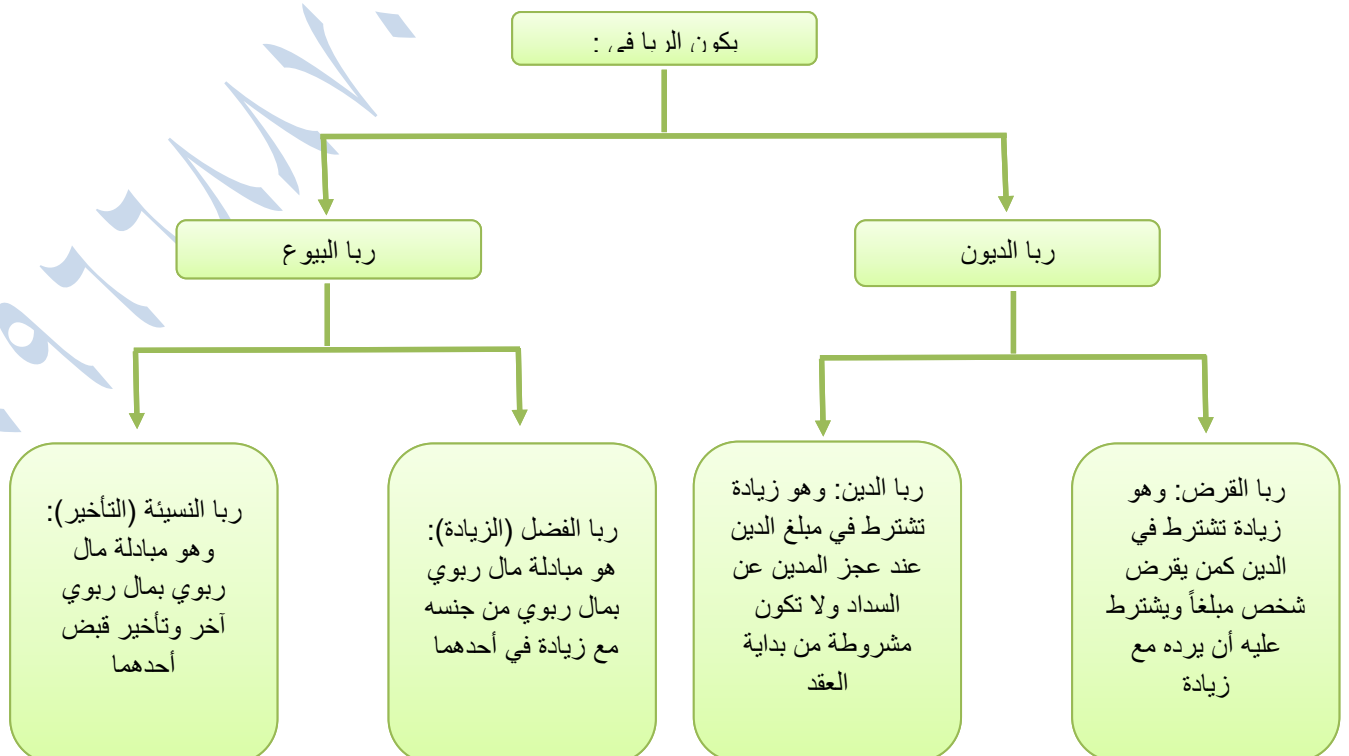 يكون الربا في :
ربا الديون
ربا البيوع
ربا القرض: وهو
زيادة تشترط في
الدين كمن يقرض
شخص مبلغاً ويشترط
عليه أن يرده مع
زيادة
ربا الدين: وهو زيادة
تشترط في مبلغ الدين
عند عجز المدين عن
السداد ولا تكون
مشروطة من بداية
العقد
ربا الفضل (الزيادة):
هو مبادلة مال ربوي
بمال ربوي من جنسه
مع زيادة في أحدهما
ربا النسيئة (التأخير):
وهو مبادلة مال
ربوي بمال ربوي
آخر وتأخير قبض
أحدهما